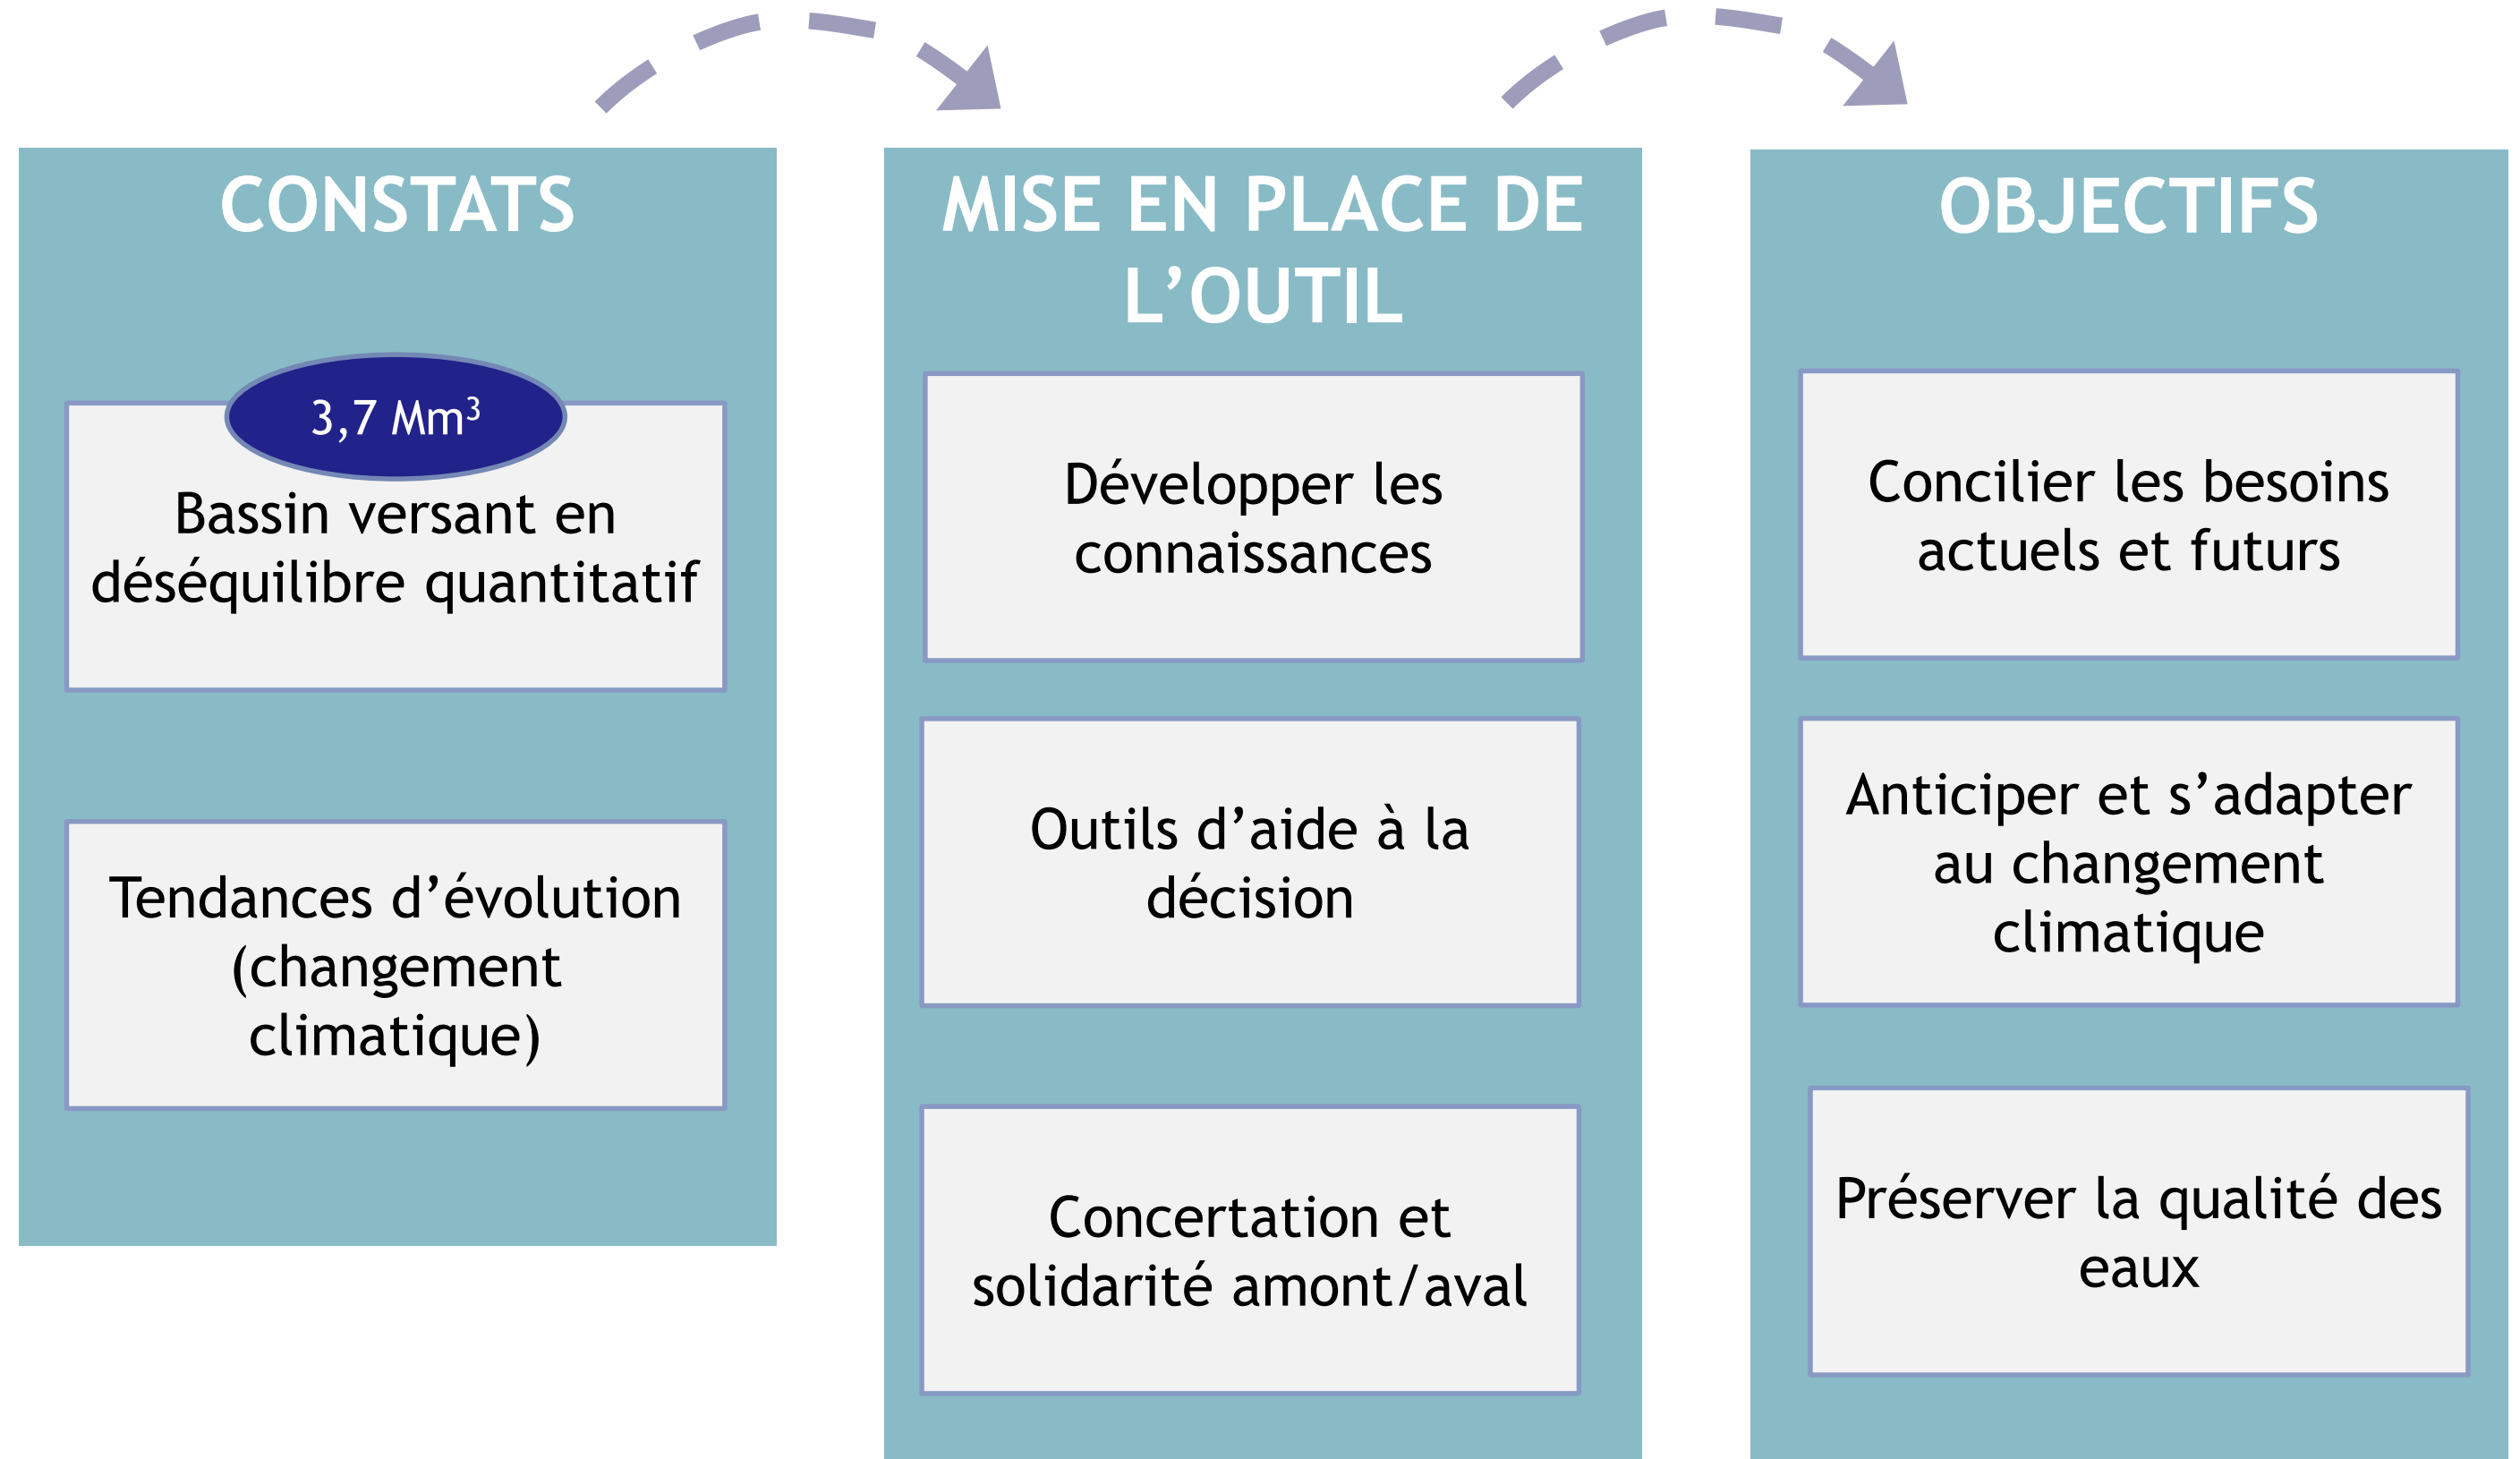 CONSTATS
3,7 Mm³
Bassin versant en
déséquilibre quantitatif
Tendances d’évolution
(changement
climatique)
MISE EN PLACE DE
L’OUTIL
Développer les
connaissances
Outils d’aide à la
décision
Concertation et
solidarité amont/aval
OBJECTIFS
Concilier les besoins
actuels et futurs
Anticiper et s’adapter
au changement
climatique
Préserver la qualité des
eaux